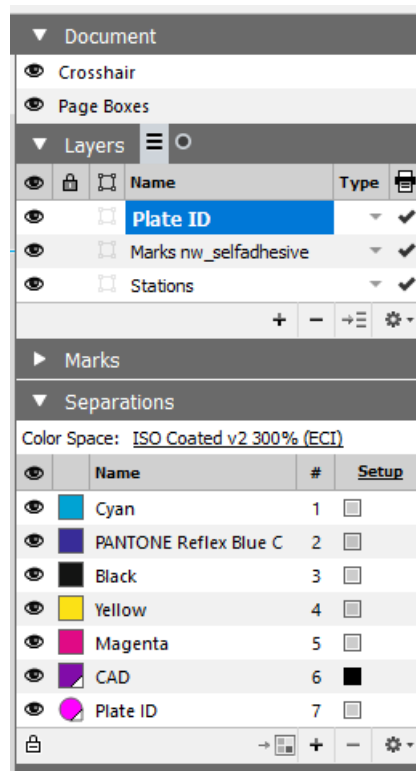 Document
Crosshair
Page Boxes
Layers
Name Type
Plate ID
Marks nw_selfadhesive
Stations
Marks
Separations
Color Space: ISO Coated v2 300% (ECI)
Name # Setup
Cyan 1
PANTONE Reflex Blue C 2
Black 3
Yellow 4
Magenta 5
CAD 6
Plate ID 7